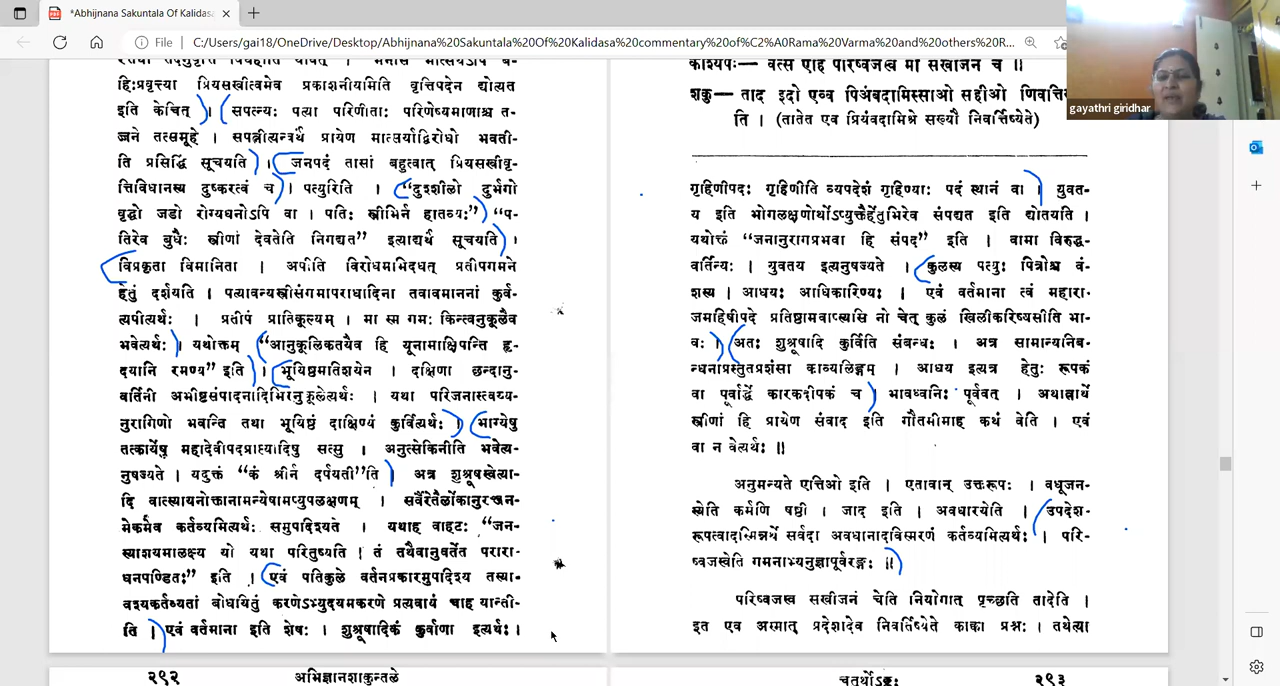 *Abhijnana Sakuntala Of Kalidasa
File
C:/Users/gai18/OneDrive/Desktop/Abhijnana%20Sakuntala%20Of%20Kalidasa%20commentary%20of%C2%A0Rama%20Varma%20and%20others%20R...
gayathri giridhar
बहिःप्रवृत्त्या प्रियसखीत्वमेव प्रकाशनीयमिति वृत्तिपदेन द्योत्यत
इति केचित् । सपत्न्यः पत्या परिणीताः परिणेष्यमाणाश्च त-
ज्जने तत्समूहे । सपत्नीत्यन्वर्थे प्रायेण मात्सर्याद्विरोधो भवती-
ति प्रसिद्धिं सूचयति । जनपदं तासां बहुत्वात् प्रियसखीवृ-
त्तिविधानस्य दुष्करत्वं च । पत्युरिति । “दुश्शीलो दुर्भगो
वृद्धो जडो रोग्यधनोऽपि वा । पतिः स्त्रीभिर्न हातव्यः” “प-
तिरेव बुधैः स्त्रीणां देवतेति निगद्यत” इत्याद्यर्थं सूचयति ।
विप्रकृता विमानिता । अपीति विरोधमभिदधत् प्रतीपगमने
हेतुं दर्शयति । पत्यावन्यस्त्रीसंगमापराधादिना तवावमाननां कुर्व-
त्यपीत्यर्थः । प्रतीपं प्रातिकूल्यम् । मा स्म गमः किन्त्वनुकूलैव
भवेत्यर्थः । यथोक्तम् “आनुकूलिकतयैव हि यूनामाक्षिपन्ति हृ-
दयानि रमण्य” इति । भूयिष्ठमतिशयेन । दक्षिणा छन्दानु-
वर्तिनी अभीष्टसंपादनादिभिरनुकूलेत्यर्थः । यथा परिजनास्त्वय्य-
नुरागिणो भवन्ति तथा भूयिष्ठं दाक्षिण्यं कुर्वित्यर्थः । भाग्येषु
तत्कार्येषु महादेवीपदप्राप्त्यादिषु सत्सु । अनुत्सेकिनीति भवेत्य-
नुषज्यते । यदुक्तं “कं श्रीर्न दर्पयती”ति । अत्र शुश्रूषस्वेत्या-
दि वात्स्यायनोक्तानामन्येषामप्युपलक्षणम् । सर्वैरेतैर्लोकानुरञ्जन-
मेकमेव कर्तव्यमित्यर्थः समुपदिश्यते । यथाह वाहटः “जन-
स्याशयमालक्ष्य यो यथा परितुष्यति । तं तथैवानुवर्तेत परारा-
धनपण्डितः” इति । एवं पतिकुले वर्तनप्रकारमुपदिश्य तस्या-
वश्यकर्तव्यतां बोधयितुं करणेऽभ्युदयमकरणे प्रत्यवायं चाह यान्ती-
ति । एवं वर्तमाना इति शेषः । शुश्रूषादिकं कुर्वाणा इत्यर्थः ।
२९२ अभिज्ञानशाकुन्तले
काश्यपः— वत्से एहि परिष्वजस्व मां सखीजनं च ॥
शकु— ताद इदो एव्व पिअंवदामिस्साओ सहीओ णिवत्ति-
ति । (तातेत एव प्रियंवदामिश्रे सख्यौ निवर्त्तिष्येते)
गृहिणीपदः गृहिणीति व्यपदेशं गृहिण्याः पदं स्थानं वा । युवत-
य इति भोगलक्षणोर्थोऽप्युक्तैर्हेतुभिरेव संपद्यत इति द्योतयति ।
यथोक्तं “जनानुरागप्रभवा हि संपद” इति । वामा विरुद्ध-
वर्तिन्यः । युवतय इत्यनुषज्यते । कुलस्य पत्युः पित्रोश्च वं-
शस्य । आधयः आधिकारिण्यः । एवं वर्तमाना त्वं महारा-
जमहिषीपदे प्रतिष्ठामवाप्स्यसि नो चेत् कुलं खिलीकरिष्यसीति भा-
वः । अतः शुश्रूषादि कुर्विति संबन्धः । अत्र सामान्यनिब-
न्धनाप्रस्तुतप्रशंसा काव्यलिङ्गम् । आधय इत्यत्र हेतुः रूपकं
वा पूर्वार्द्धे कारकदीपकं च । भावध्वनिः पूर्ववत् । अथात्रार्थे
स्त्रीणां हि प्रायेण संवाद इति गौतमीमाह कथं वेति । एवं
वा न वेत्यर्थः ॥
अनुमन्यते एत्तिओ इति । एतावान् उक्तरूपः । वधूजन-
स्येति कर्मणि षष्ठी । जाद इति । अवधारयेति । उपदेश-
रूपत्वादस्मिन्नर्थे सर्वदा अवधानादविस्मरणं कर्तव्यमित्यर्थः । परि-
ष्वजस्वेति गमनाभ्यनुज्ञापूर्वरङ्गः ॥
परिष्वजस्व सखीजनं चेति नियोगात् पृच्छति तादेति ।
इत एव अस्मात् प्रदेशादेव निवर्तिष्येते काका प्रश्नः । तथेत्या
चतुर्थोऽङ्कः २९३